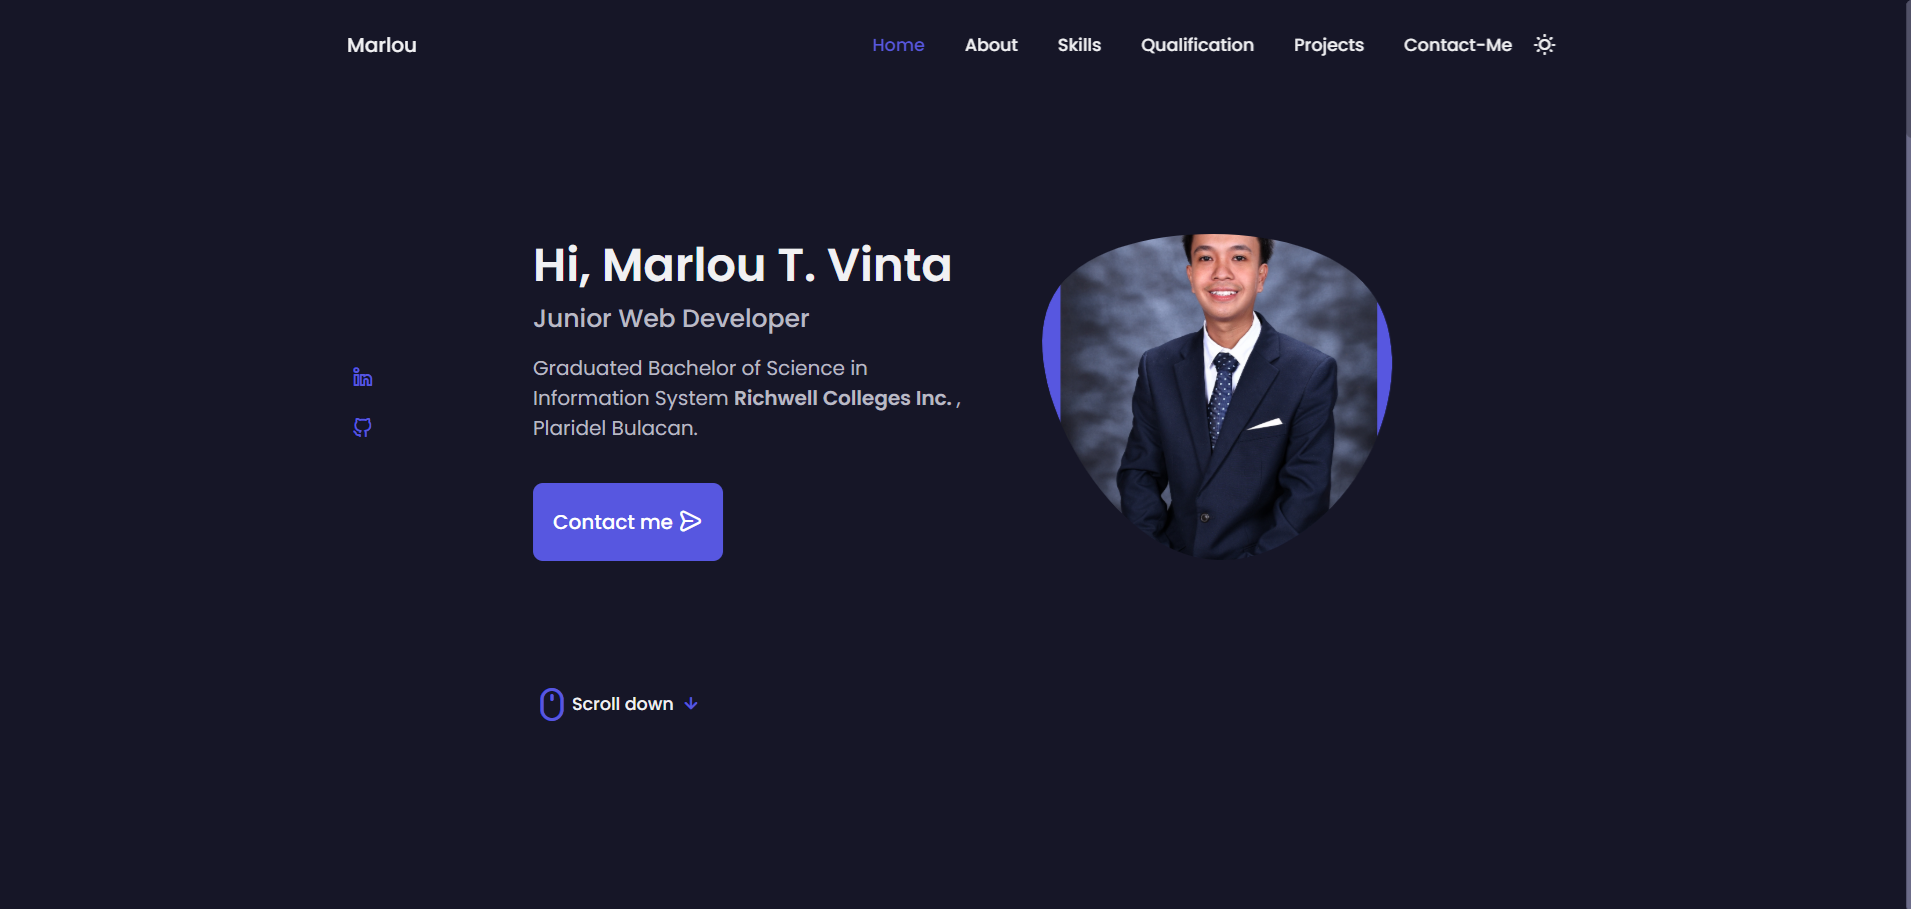 Marlou
Home About Skills Qualification Projects Contact-Me
Hi, Marlou T. Vinta
Junior Web Developer
Graduated Bachelor of Science in
Information System Richwell Colleges Inc. ,
Plaridel Bulacan.
Contact me
Scroll down